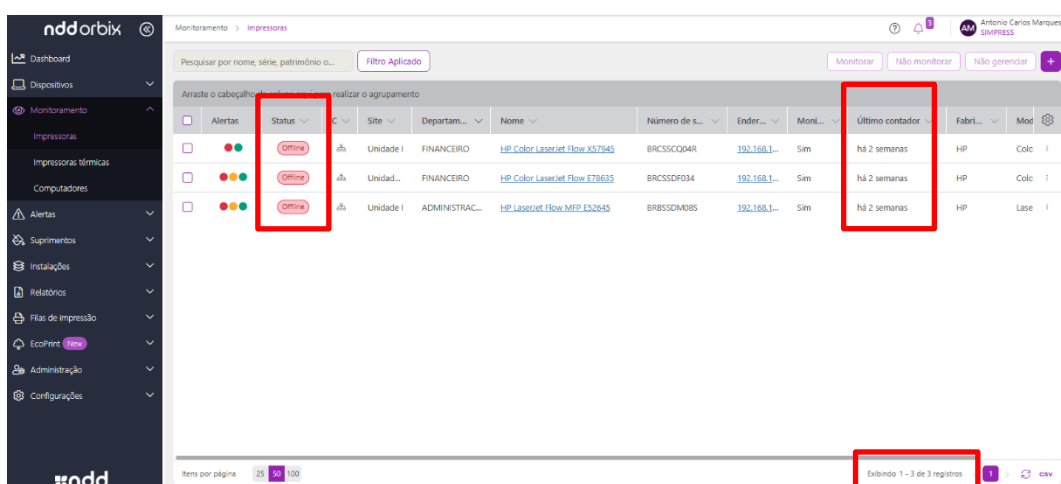 nddorbix
Monitoramento > Impressoras
3
AM
Antonio Carlos Marques
SIMPRESS
Dashboard
Dispositivos
Monitoramento
Impressoras
Impressoras térmicas
Computadores
Alertas
Suprimentos
Instalações
Relatórios
Filas de impressão
EcoPrint New
Administração
Configurações
ndd
Pesquisar por nome, série, patrimônio o...
Filtro Aplicado
Monitorar
Não monitorar
Não gerenciar
+
Arraste o cabeçalho
realizar o agrupamento
Alertas Status C Site Departam... Nome Número de s... Ender... Moni... Último contador Fabri... Mod
Offline Unidade I FINANCEIRO HP Color LaserJet Flow X57945 BRCSSCQ04R 192.168.1... Sim há 2 semanas HP Colc
Offline Unidad... FINANCEIRO HP Color LaserJet Flow E78635 BRCSSDF034 192.168.1... Sim há 2 semanas HP Colc
Offline Unidade I ADMINISTRAC... HP LaserJet Flow MFP E52645 BRBSSDM08S 192.168.1... Sim há 2 semanas HP Lase
Itens por página 25 50 100
Exibindo 1 - 3 de 3 registros 1 CSV